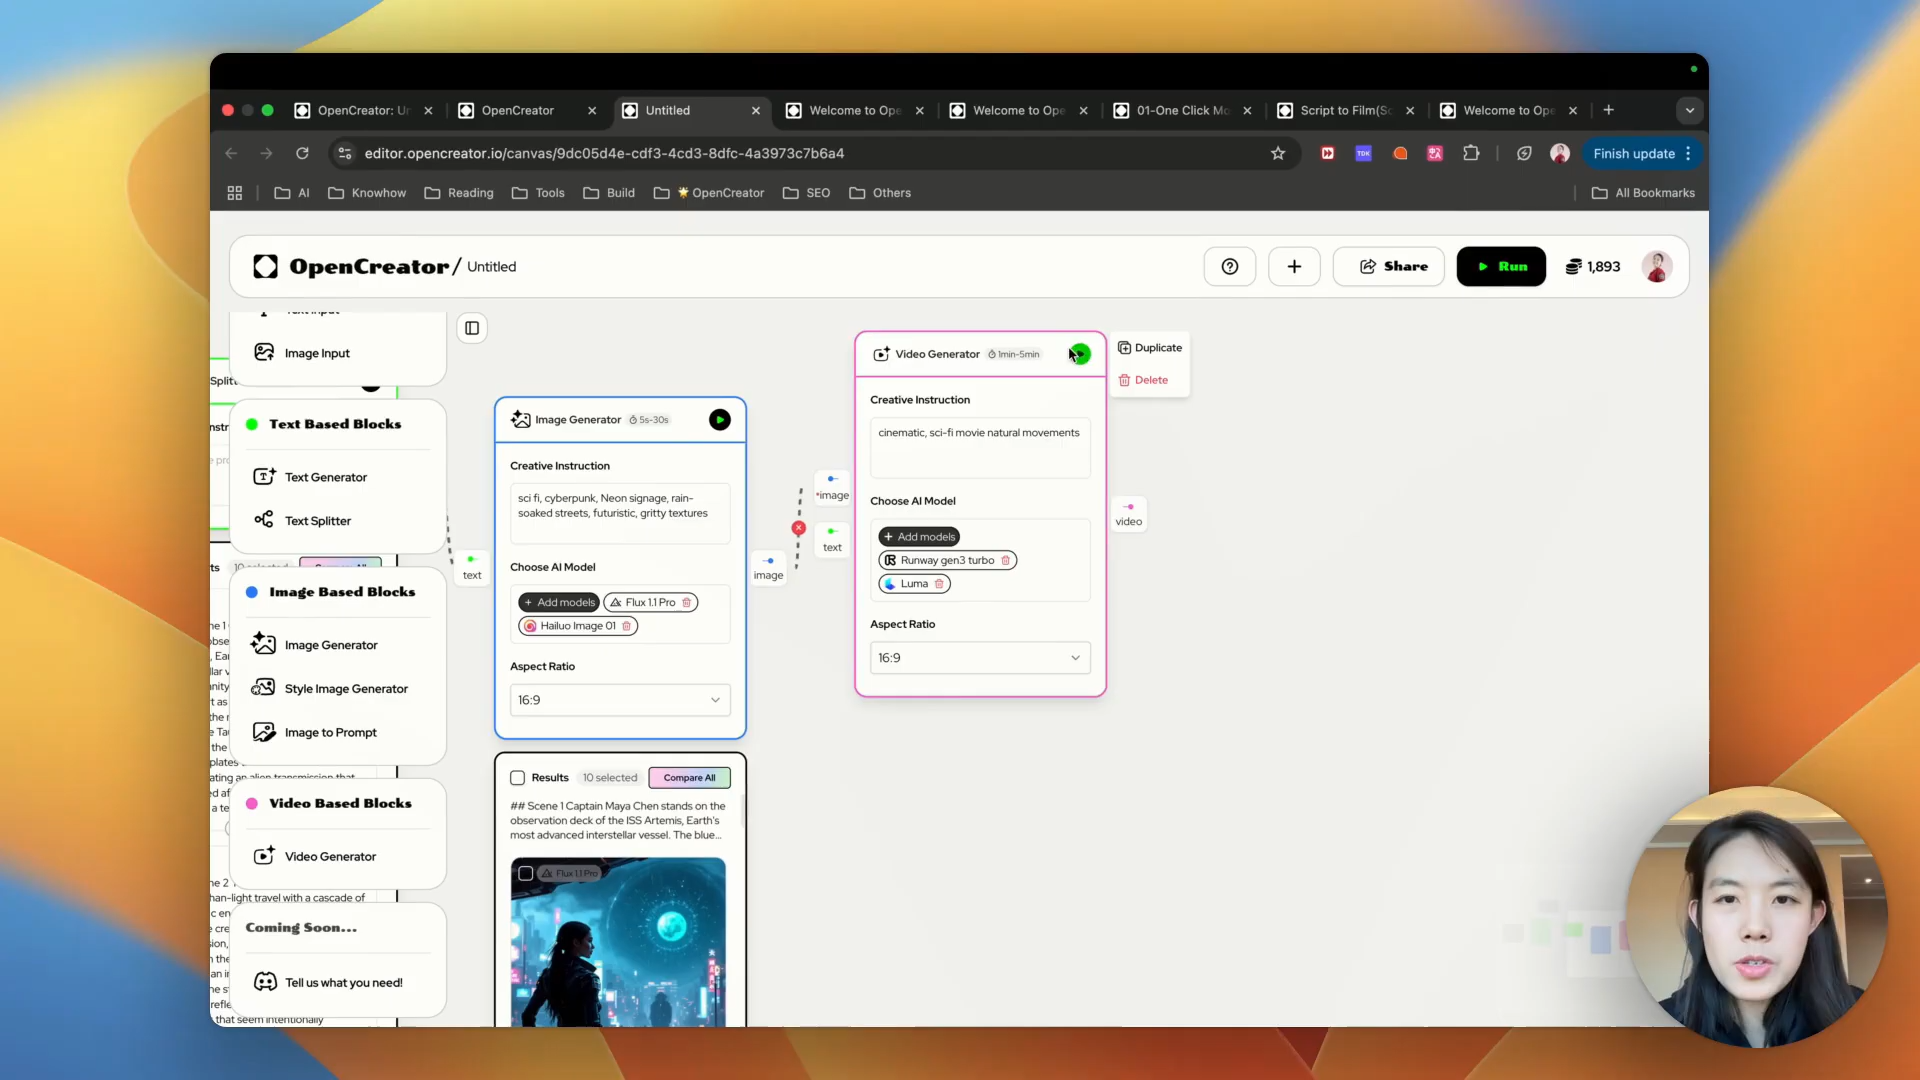 OpenCreator: Un
OpenCreator
Untitled
Welcome to Ope
Welcome to Ope
01-One Click Mo
Script to Film(Sc
Welcome to Ope
editor.opencreator.io/canvas/9dc05d4e-cdf3-4cd3-8dfc-4a3973c7b6a4
TDK
Finish update
AI
Knowhow
Reading
Tools
Build
OpenCreator
SEO
Others
All Bookmarks
OpenCreator / Untitled
Share
Run
1,893
Text Input
Image Input
Text Based Blocks
Text Generator
Text Splitter
Image Based Blocks
Image Generator
Style Image Generator
Image to Prompt
Video Based Blocks
Video Generator
Coming Soon...
Tell us what you need!
that seem intentionally
text
Image Generator
5s-30s
Creative Instruction
sci fi, cyberpunk, Neon signage, rain-
soaked streets, futuristic, gritty textures
Choose AI Model
+ Add models
Flux 1.1 Pro
Hailuo Image 01
Aspect Ratio
16:9
image
Results
10 selected
Compare All
## Scene 1 Captain Maya Chen stands on the
observation deck of the ISS Artemis, Earth's
most advanced interstellar vessel. The blue...
Flux 1.1 Pro
*image
text
Video Generator
1min-5min
Creative Instruction
cinematic, sci-fi movie natural movements
Choose AI Model
+ Add models
Runway gen3 turbo
Luma
Aspect Ratio
16:9
video
Duplicate
Delete